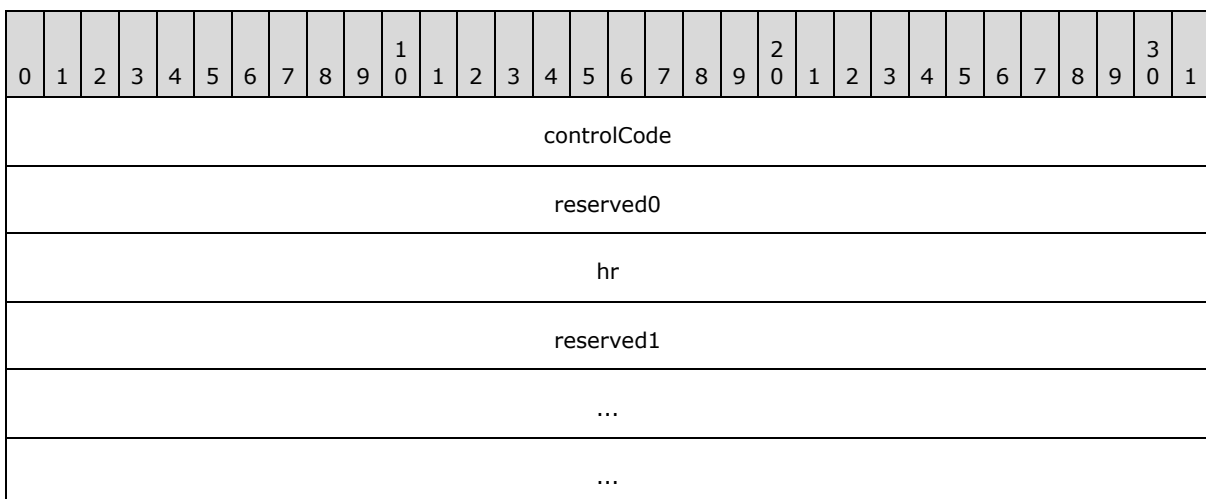 1 2 3
0 1 2 3 4 5 6 7 8 9 0 1 2 3 4 5 6 7 8 9 0 1 2 3 4 5 6 7 8 9 0 1
controlCode
reserved0
hr
reserved1
...
...